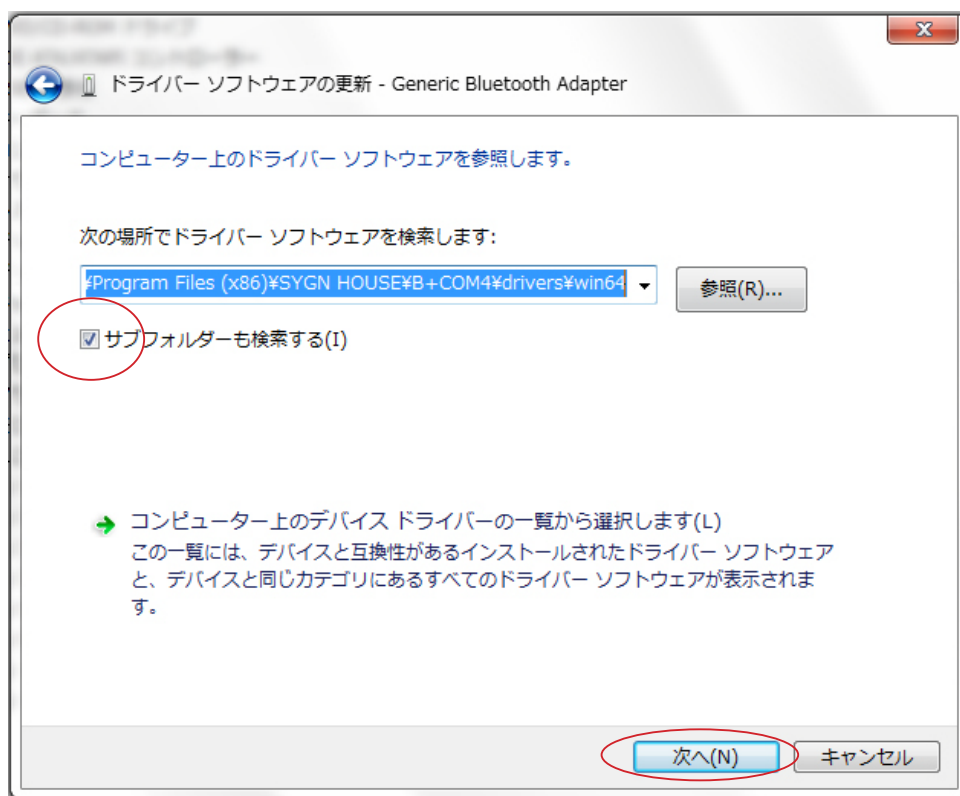 ドライバー ソフトウェアの更新 - Generic Bluetooth Adapter
コンピューター上のドライバー ソフトウェアを参照します。
次の場所でドライバー ソフトウェアを検索します:
¥Program Files (x86)¥SYGN HOUSE¥B+COM4¥drivers¥win64
参照(R)...
サブフォルダーも検索する(I)
コンピューター上のデバイス ドライバーの一覧から選択します(L)
この一覧には、デバイスと互換性があるインストールされたドライバー ソフトウェア
と、デバイスと同じカテゴリにあるすべてのドライバー ソフトウェアが表示されま
す。
次へ(N)
キャンセル